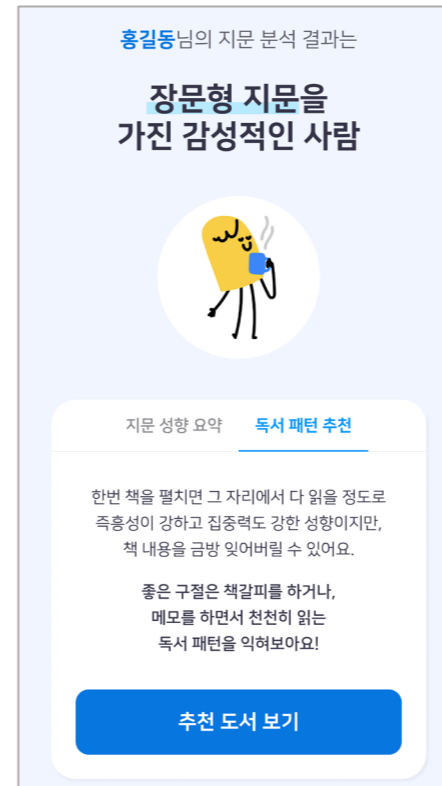 홍길동님의 지문 분석 결과는
장문형 지문을
가진 감성적인 사람
지문 성향 요약 독서 패턴 추천
한번 책을 펼치면 그 자리에서 다 읽을 정도로
즉흥성이 강하고 집중력도 강한 성향이지만,
책 내용을 금방 잊어버릴 수 있어요.
좋은 구절은 책갈피를 하거나,
메모를 하면서 천천히 읽는
독서 패턴을 익혀보아요!
추천 도서 보기